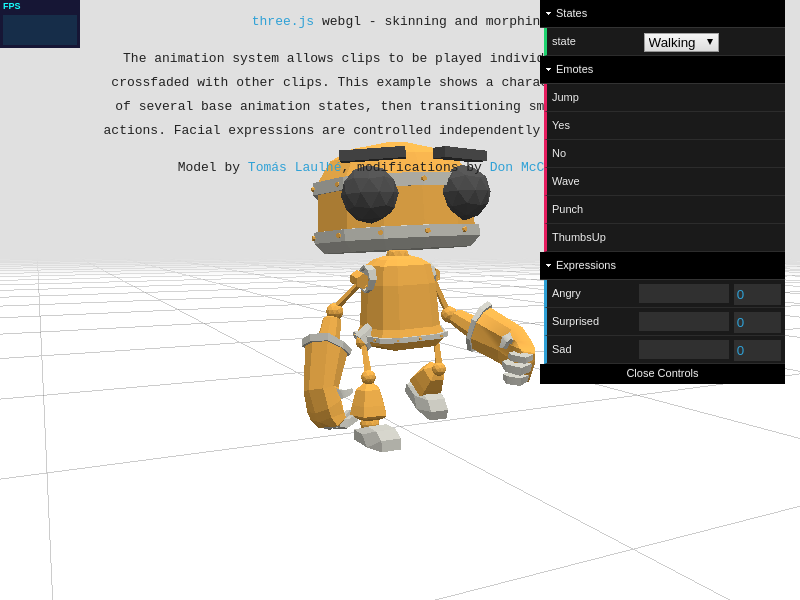 FPS
three.js webgl - skinning and morphin
The animation system allows clips to be played individ
crossfaded with other clips. This example shows a chara
of several base animation states, then transitioning sm
actions. Facial expressions are controlled independently
Model by Tomás Laulhé, modifications by Don McC
States
state Walking
Emotes
Jump
Yes
No
Wave
Punch
ThumbsUp
Expressions
Angry 0
Surprised 0
Sad 0
Close Controls